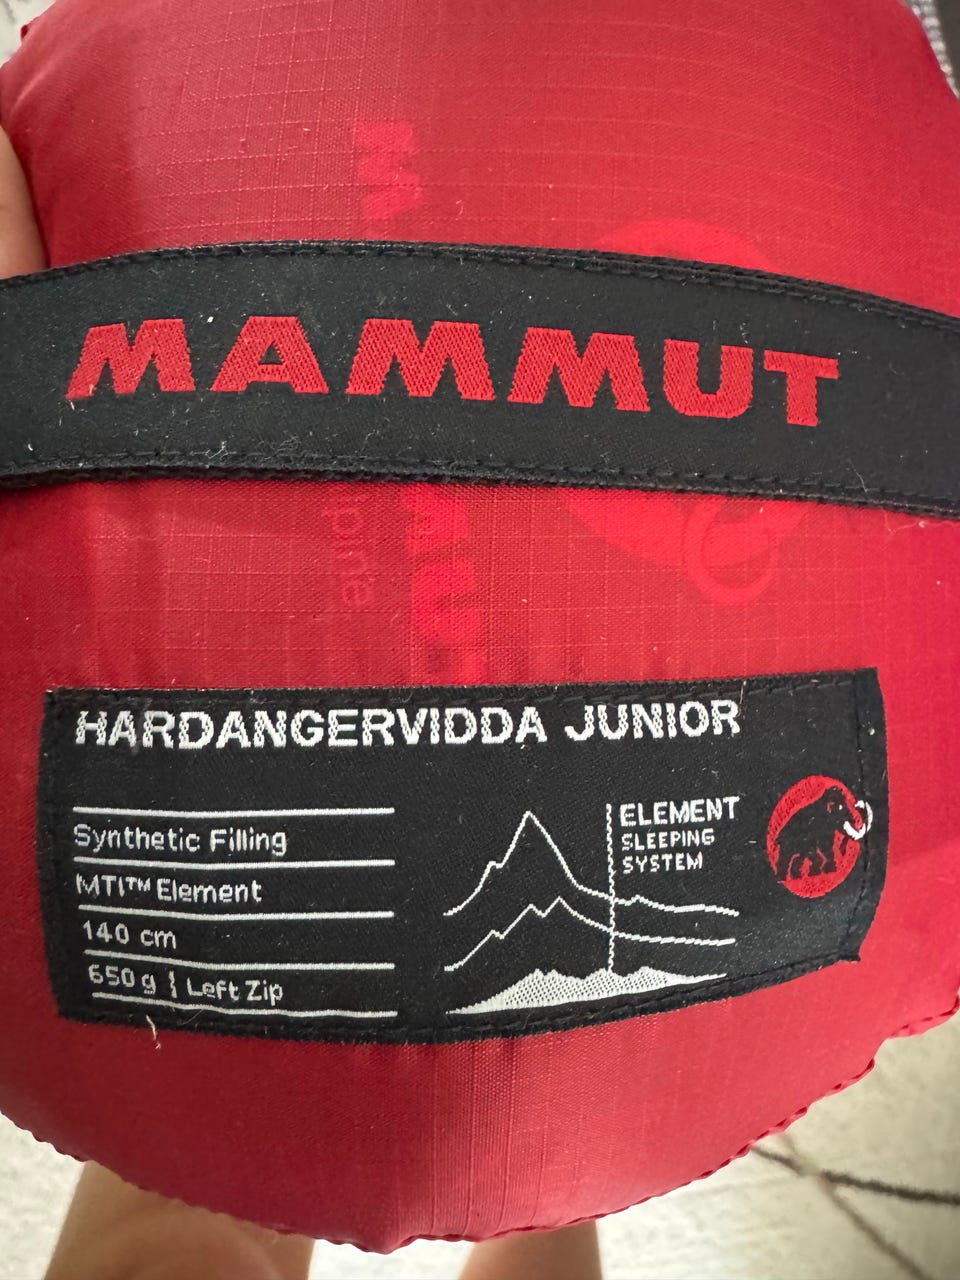 MAMMUT
HARDANGERVIDDA JUNIOR
Synthetic Filling
MTI™ Element
140 cm
650 g | Left Zip
ELEMENT
SLEEPING
SYSTEM